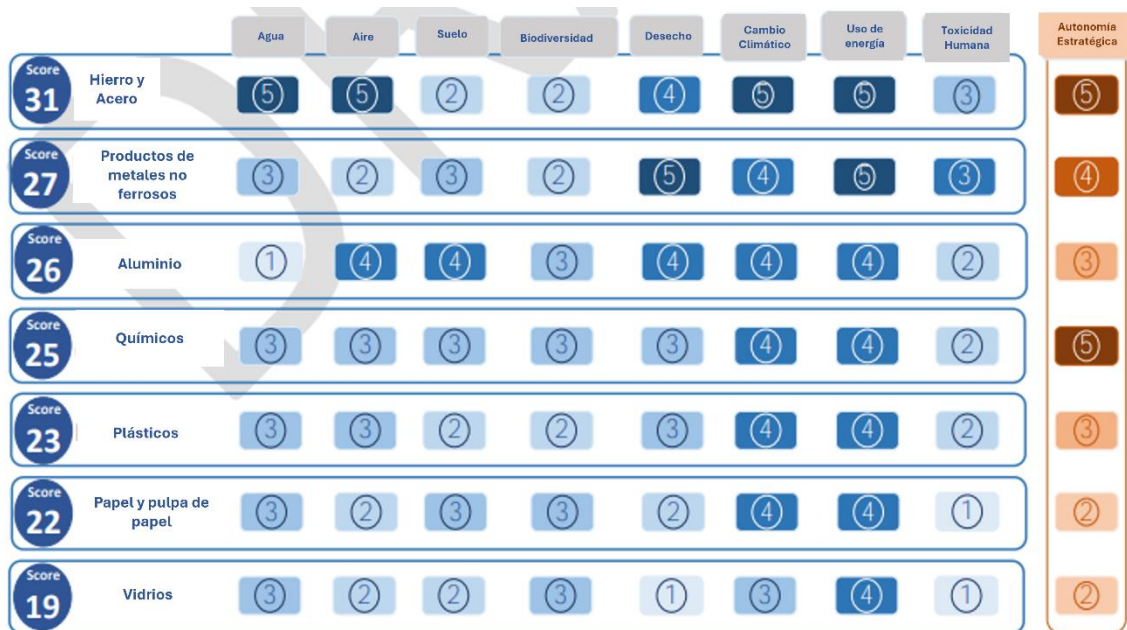 Agua Aire Suelo Biodiversidad Desecho Cambio Climático Uso de energía Toxicidad Humana Autonomía Estratégica
Score 31 Hierro y Acero 5 5 2 2 4 5 5 3 5
Score 27 Productos de metales no ferrosos 3 2 3 2 5 4 5 3 4
Score 26 Aluminio 1 4 4 3 4 4 4 2 3
Score 25 Químicos 3 3 3 3 3 4 4 2 5
Score 23 Plásticos 3 3 2 2 3 4 4 2 3
Score 22 Papel y pulpa de papel 3 2 3 3 2 4 4 1 2
Score 19 Vidrios 3 2 2 3 1 3 4 1 2